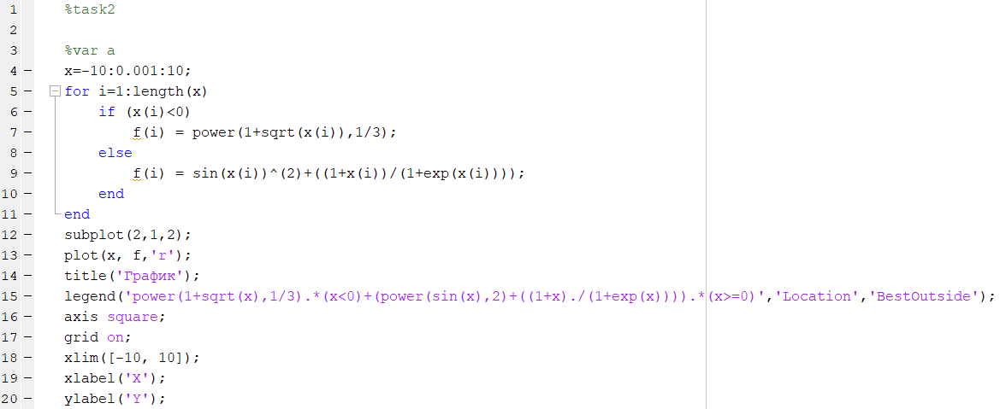 1 %task2
2
3 %var a
4 – x=-10:0.001:10;
5 – for i=1:length(x)
6 – if (x(i)<0)
7 – f(i) = power(1+sqrt(x(i)),1/3);
8 – else
9 – f(i) = sin(x(i))^(2)+((1+x(i))/(1+exp(x(i))));
10 – end
11 – end
12 – subplot(2,1,2);
13 – plot(x, f,'r');
14 – title('График');
15 – legend('power(1+sqrt(x),1/3).*(x<0)+(power(sin(x),2)+((1+x)./(1+exp(x)))).*(x>=0)','Location','BestOutside');
16 – axis square;
17 – grid on;
18 – xlim([-10, 10]);
19 – xlabel('X');
20 – ylabel('Y');